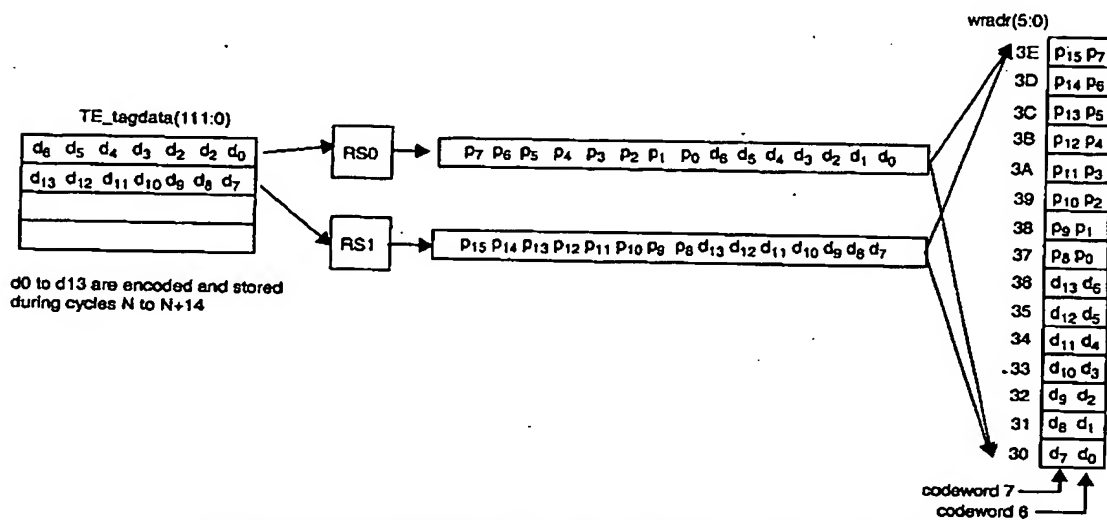 wradr(5:0)
TE_tagdata(111:0)
d6 d5 d4 d3 d2 d2 d0
d13 d12 d11 d10 d9 d8 d7
d0 to d13 are encoded and stored
during cycles N to N+14
RS0
RS1
p7 p6 p5 p4 p3 p2 p1 p0 d6 d5 d4 d3 d2 d1 d0
p15 p14 p13 p12 p11 p10 p9 p8 d13 d12 d11 d10 d9 d8 d7
3E p15 p7
3D p14 p6
3C p13 p5
3B p12 p4
3A p11 p3
39 p10 p2
38 p9 p1
37 p8 p0
36 d13 d6
35 d12 d5
34 d11 d4
33 d10 d3
32 d9 d2
31 d8 d1
30 d7 d0
codeword 7
codeword 6